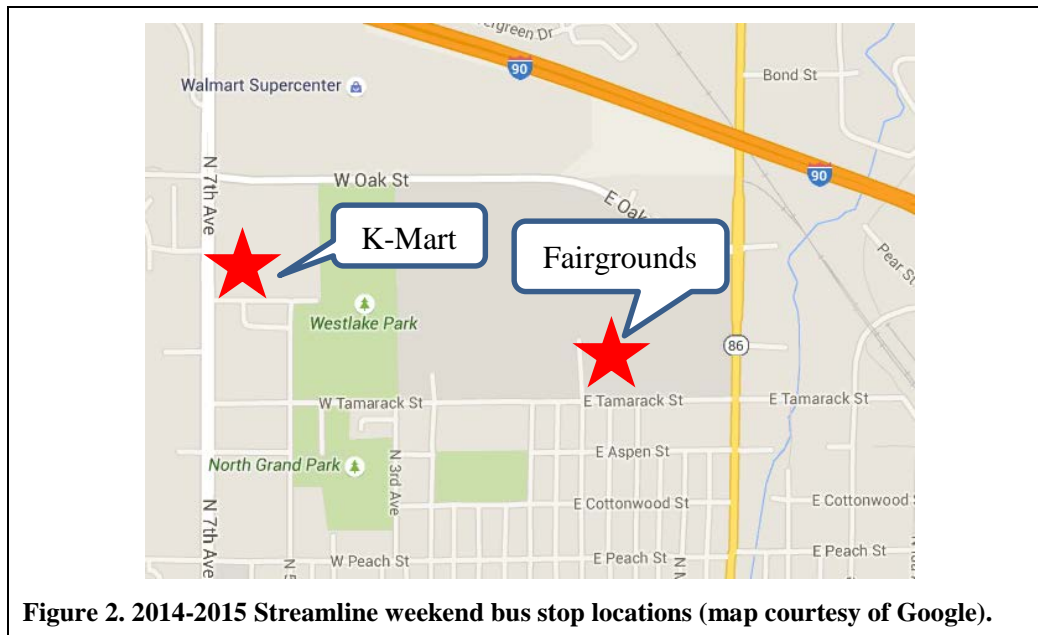 ergreen Dr
90
Bond St
Walmart Supercenter
N 7th Ave
W Oak St
E Oak
90
K-Mart
Fairgrounds
Pear St
Westlake Park
86
W Tamarack St
E Tamarack St
E Tamarack St
N 3rd Ave
E Aspen St
North Grand Park
E Cottonwood St
E Cottonwood S
N 7th Ave
W Peach St
E Peach St
E Peach St
N 5
N M
Figure 2. 2014-2015 Streamline weekend bus stop locations (map courtesy of Google).